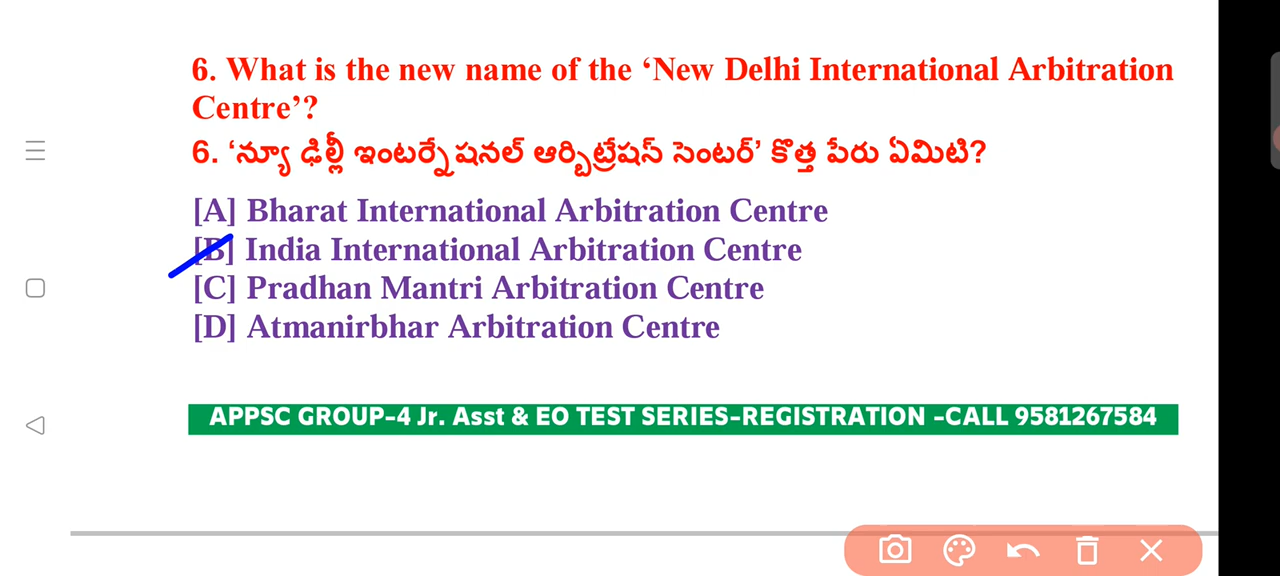 6. What is the new name of the ‘New Delhi International Arbitration
Centre’?
6. ‘న్యూ ఢిల్లీ ఇంటర్నేషనల్ ఆర్బిట్రేషన్ సెంటర్’ కొత్త పేరు ఏమిటి?
[A] Bharat International Arbitration Centre
[B] India International Arbitration Centre
[C] Pradhan Mantri Arbitration Centre
[D] Atmanirbhar Arbitration Centre
APPSC GROUP-4 Jr. Asst & EO TEST SERIES-REGISTRATION -CALL 9581267584